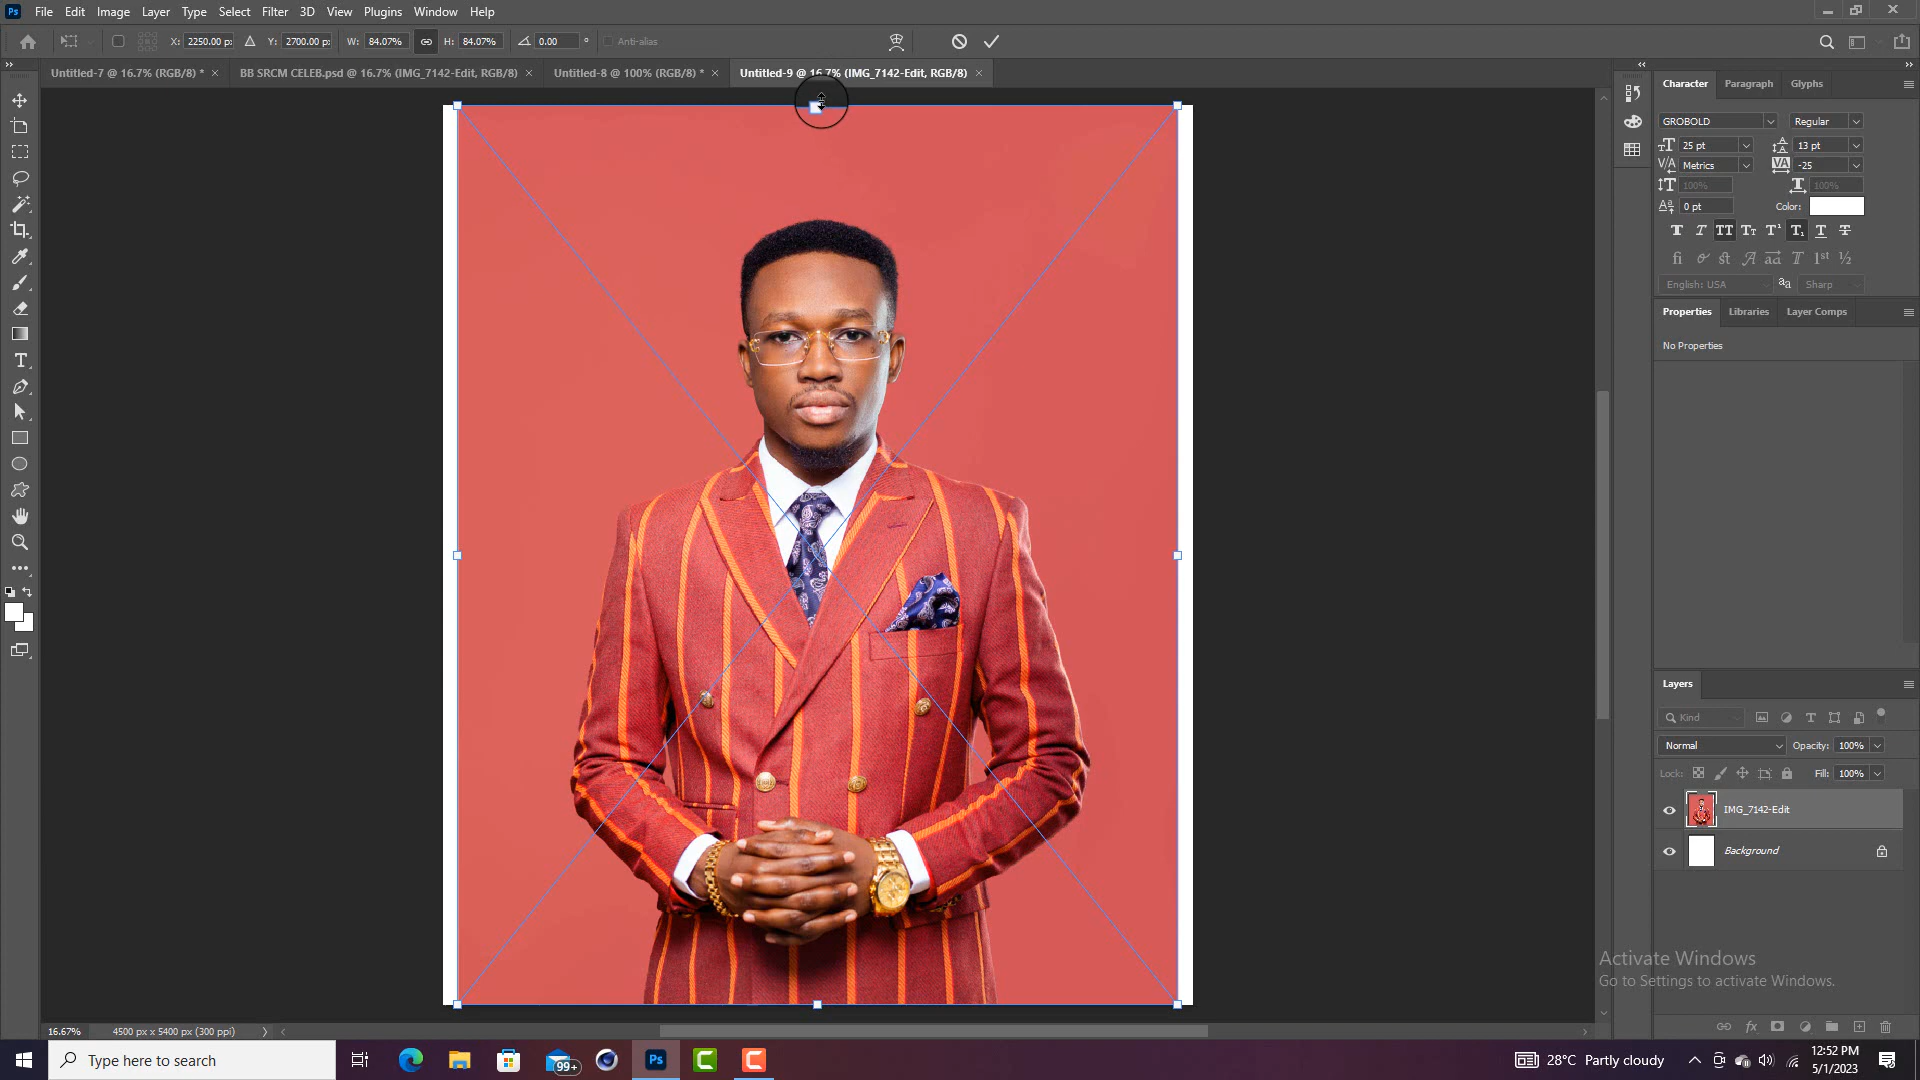 Ps File Edit Image Layer Type Select Filter 3D View Plugins Window Help
X: 2250.00 p: Y: 2700.00 p: W: 84.07% H: 84.07% 0.00 ° Anti-alias
Untitled-7 @ 16.7% (RGB/8) * × BB SRCM CELEB.psd @ 16.7% (IMG_7142-Edit, RGB/8) × Untitled-8 @ 100% (RGB/8) * × Untitled-9 @ 16.7% (IMG_7142-Edit, RGB/8) ×
Character Paragraph Glyphs
GROBOLD Regular
25 pt 13 pt
Metrics -25
100% 100%
0 pt Color:
English: USA aa Sharp
Properties Libraries Layer Comps
No Properties
Layers
Kind
Normal Opacity: 100%
Lock: Fill: 100%
IMG_7142-Edit
Background
Activate Windows
Go to Settings to activate Windows.
16.67% 4500 px x 5400 px (300 ppi)
Type here to search
99+
Ps
28°C Partly cloudy
12:52 PM
5/1/2023